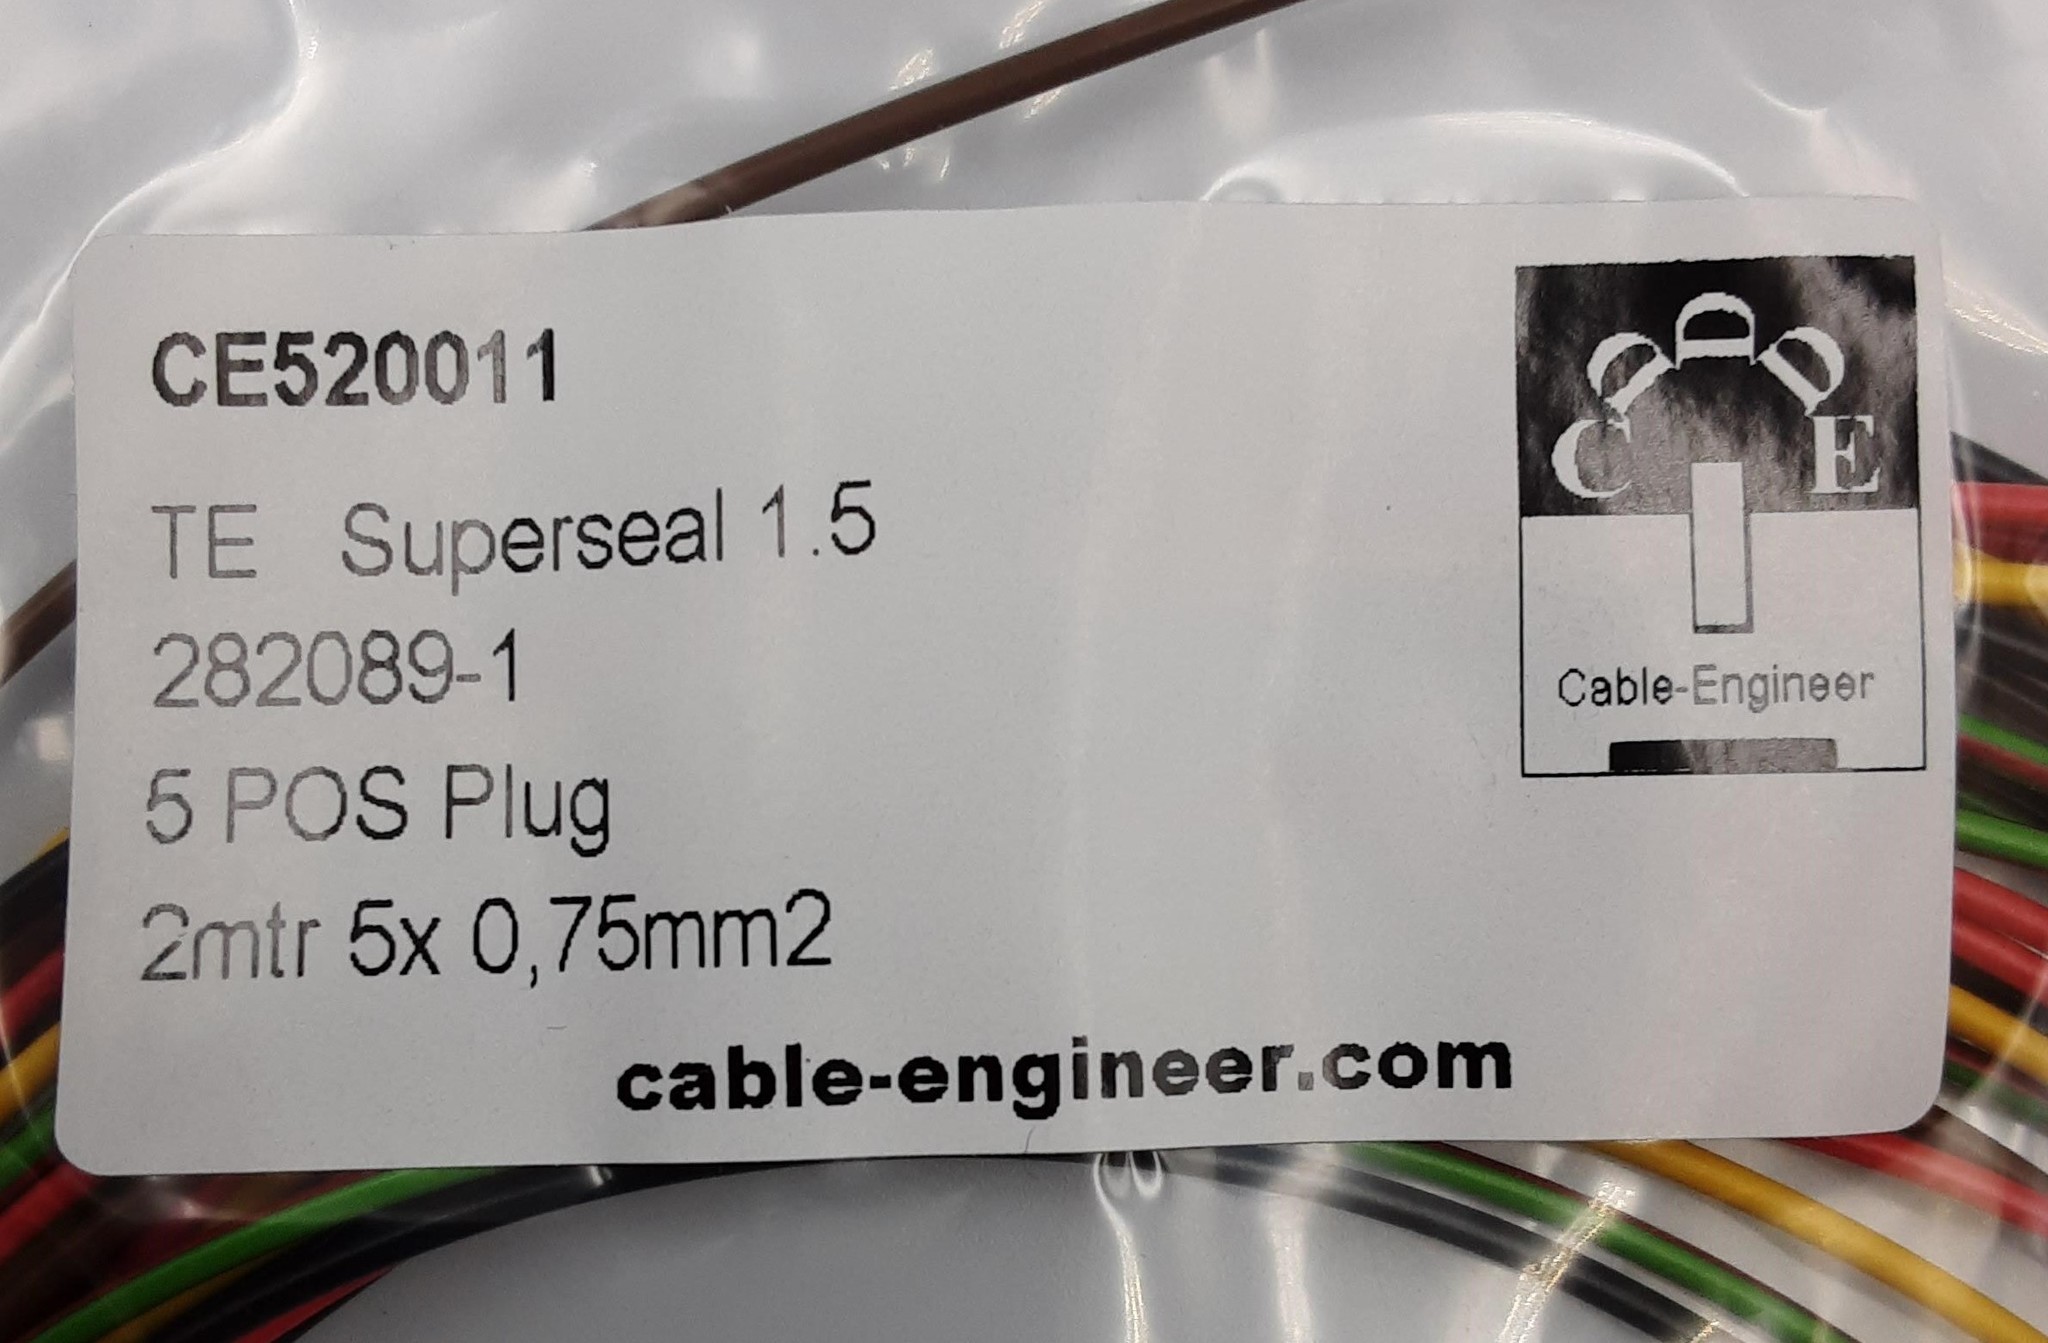 CE520011
TE Superseal 1.5
282089-1
5 POS Plug
2mtr 5x 0,75mm2
cable-engineer.com
C E
Cable-Engineer